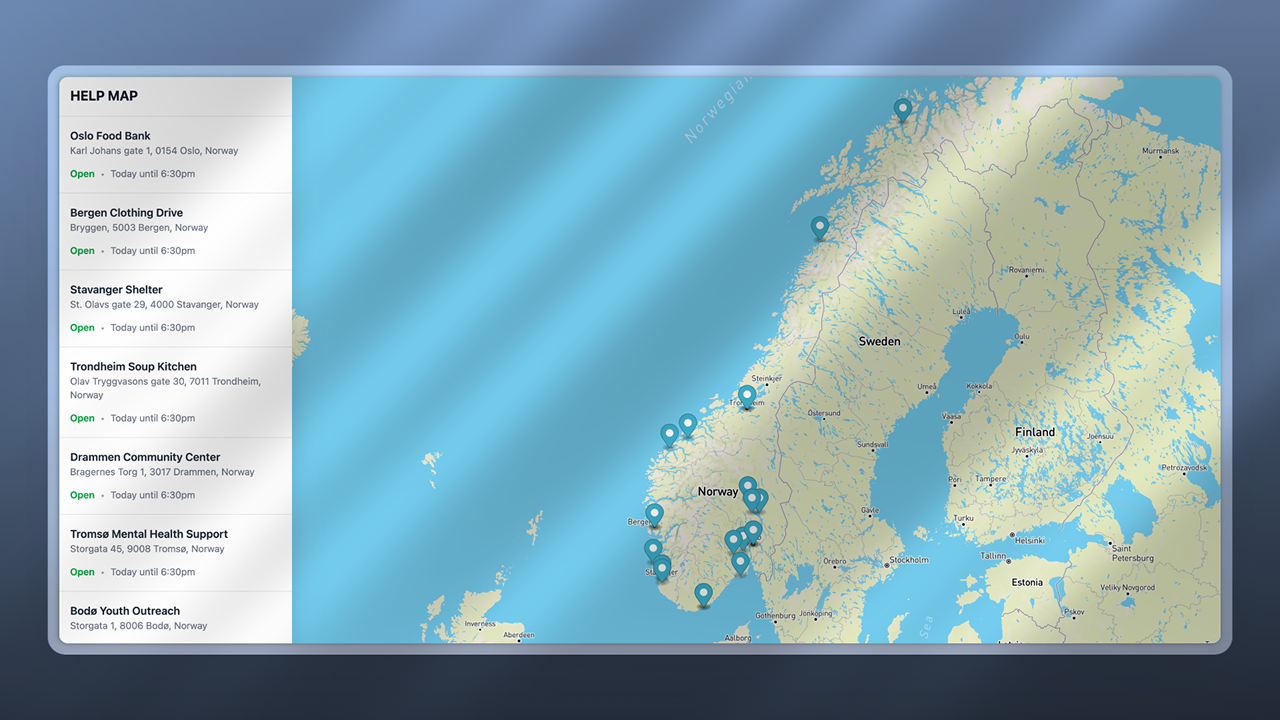 HELP MAP
Oslo Food Bank
Karl Johans gate 1, 0154 Oslo, Norway
Open • Today until 6:30pm
Bergen Clothing Drive
Bryggen, 5003 Bergen, Norway
Open • Today until 6:30pm
Stavanger Shelter
St. Olavs gate 29, 4000 Stavanger, Norway
Open • Today until 6:30pm
Trondheim Soup Kitchen
Olav Tryggvasons gate 30, 7011 Trondheim,
Norway
Open • Today until 6:30pm
Drammen Community Center
Bragernes Torg 1, 3017 Drammen, Norway
Open • Today until 6:30pm
Tromsø Mental Health Support
Storgata 45, 9008 Tromsø, Norway
Open • Today until 6:30pm
Bodø Youth Outreach
Storgata 1, 8006 Bodø, Norway
Norwegian
Murmansk
Rovaniemi
Luleå
Oulu
Sweden
Steinkjer
Umeå
Kokkola
Östersund
Vaasa
Finland
Joensuu
Sundsvall
Jyväskylä
Petrozavodsk
Pori
Tampere
Norway
Gävle
Turku
Helsinki
Saint
Petersburg
Tallinn
Stockholm
Örebro
Estonia
Veliky Novgorod
Pskov
Gothenburg
Jönköping
Inverness
Aberdeen
Aalborg
Sea